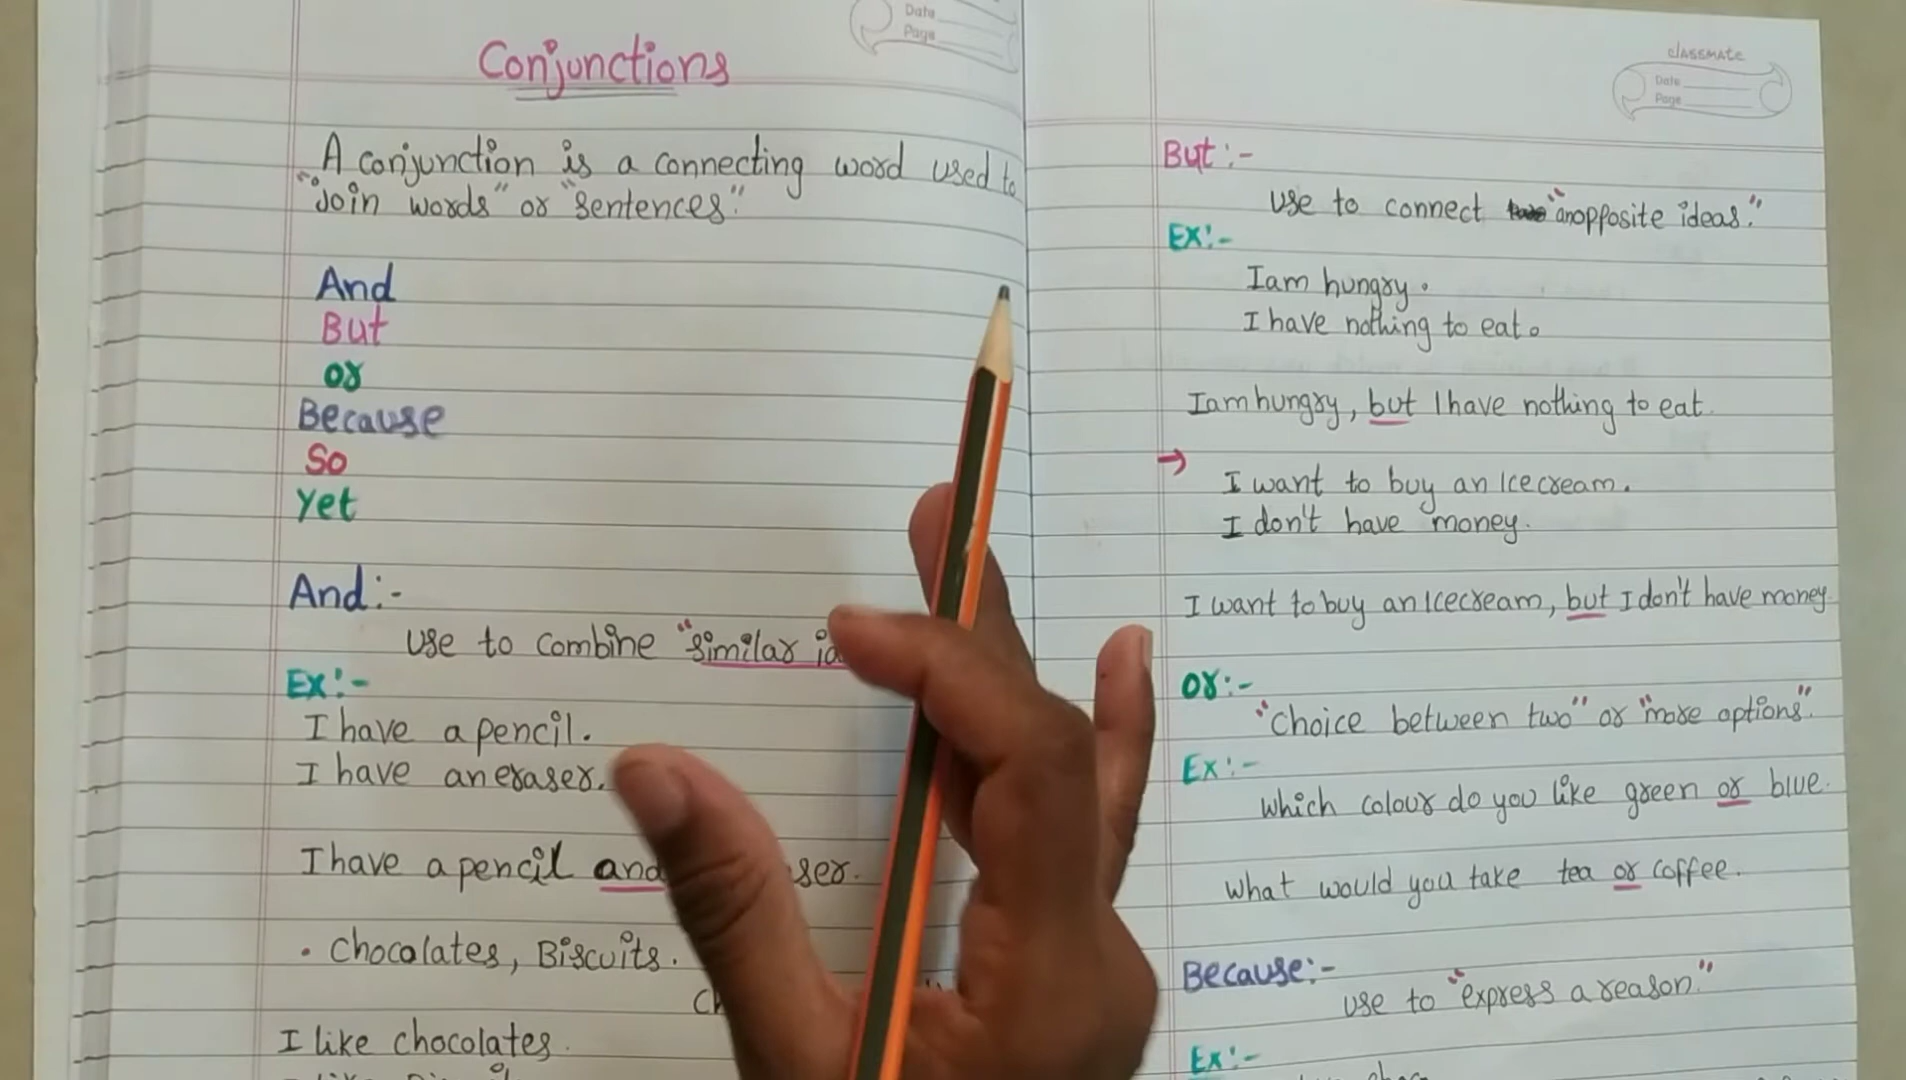 Date
Page
Conjunctions
A conjunction is a connecting word used to
"Join words" or "sentences".
And
But
or
Because
So
Yet
And:-
use to combine "similar
Ex:-
I have a pencil.
I have an eraser.
I have a pencil and ser.
• Chocolates, Biscuits.
I like chocolates.
classmate
Date
Page
But:-
use to connect "an opposite ideas."
Ex:-
I am hungry.
I have nothing to eat.
I am hungry, but I have nothing to eat.
→ I want to buy an Icecream.
I don't have money.
I want to buy an Icecream, but I don't have money
or:-
"Choice between two" or "more options".
Ex:-
which colour do you like green or blue.
what would you take tea or coffee.
Because:-
use to "express a reason."
Ex:-